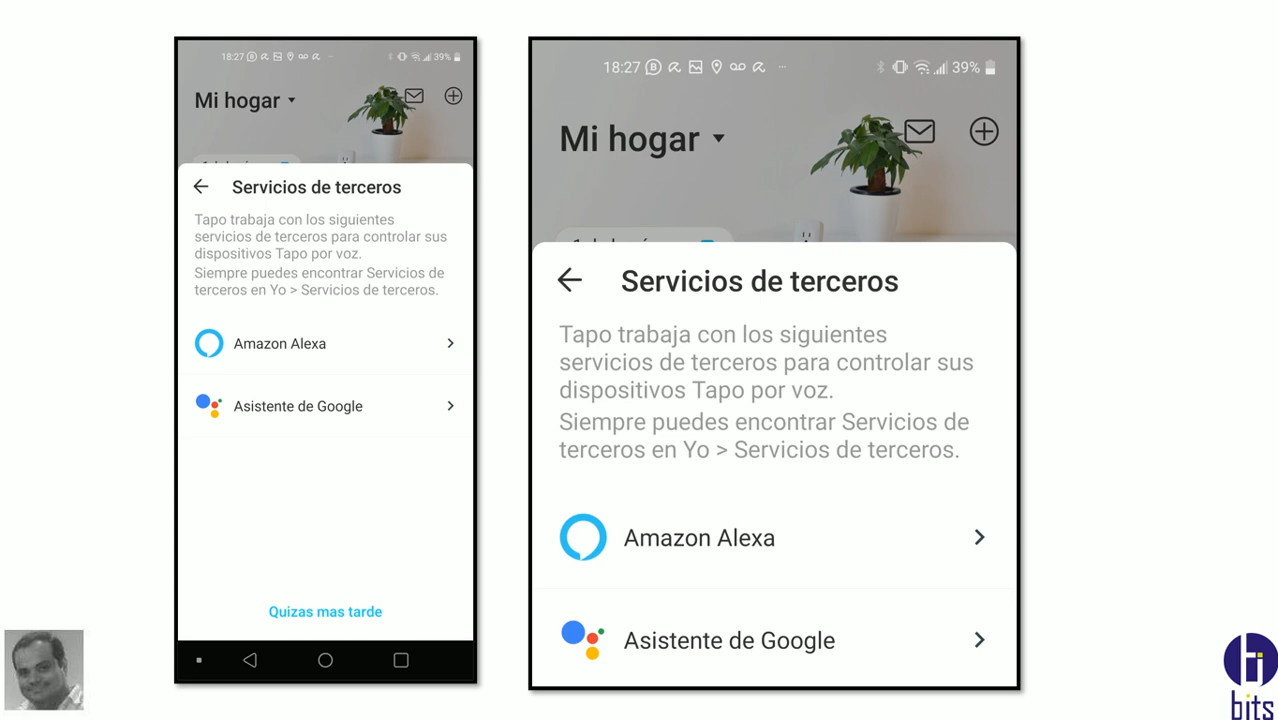 18:27
39%
Mi hogar
Servicios de terceros
Tapo trabaja con los siguientes
servicios de terceros para controlar sus
dispositivos Tapo por voz.
Siempre puedes encontrar Servicios de
terceros en Yo > Servicios de terceros.
Amazon Alexa
Asistente de Google
Quizas mas tarde
18:27
39%
Mi hogar
Servicios de terceros
Tapo trabaja con los siguientes
servicios de terceros para controlar sus
dispositivos Tapo por voz.
Siempre puedes encontrar Servicios de
terceros en Yo > Servicios de terceros.
Amazon Alexa
Asistente de Google
bits